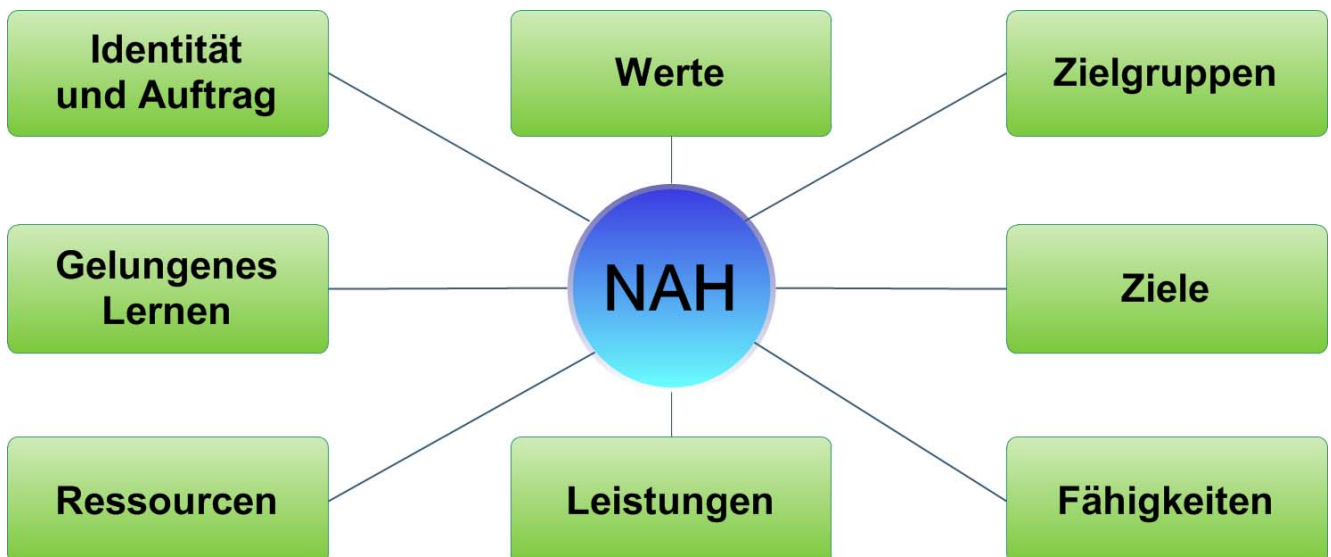 Identität
und Auftrag
Werte
Zielgruppen
Gelungenes
Lernen
NAH
Ziele
Ressourcen
Leistungen
Fähigkeiten